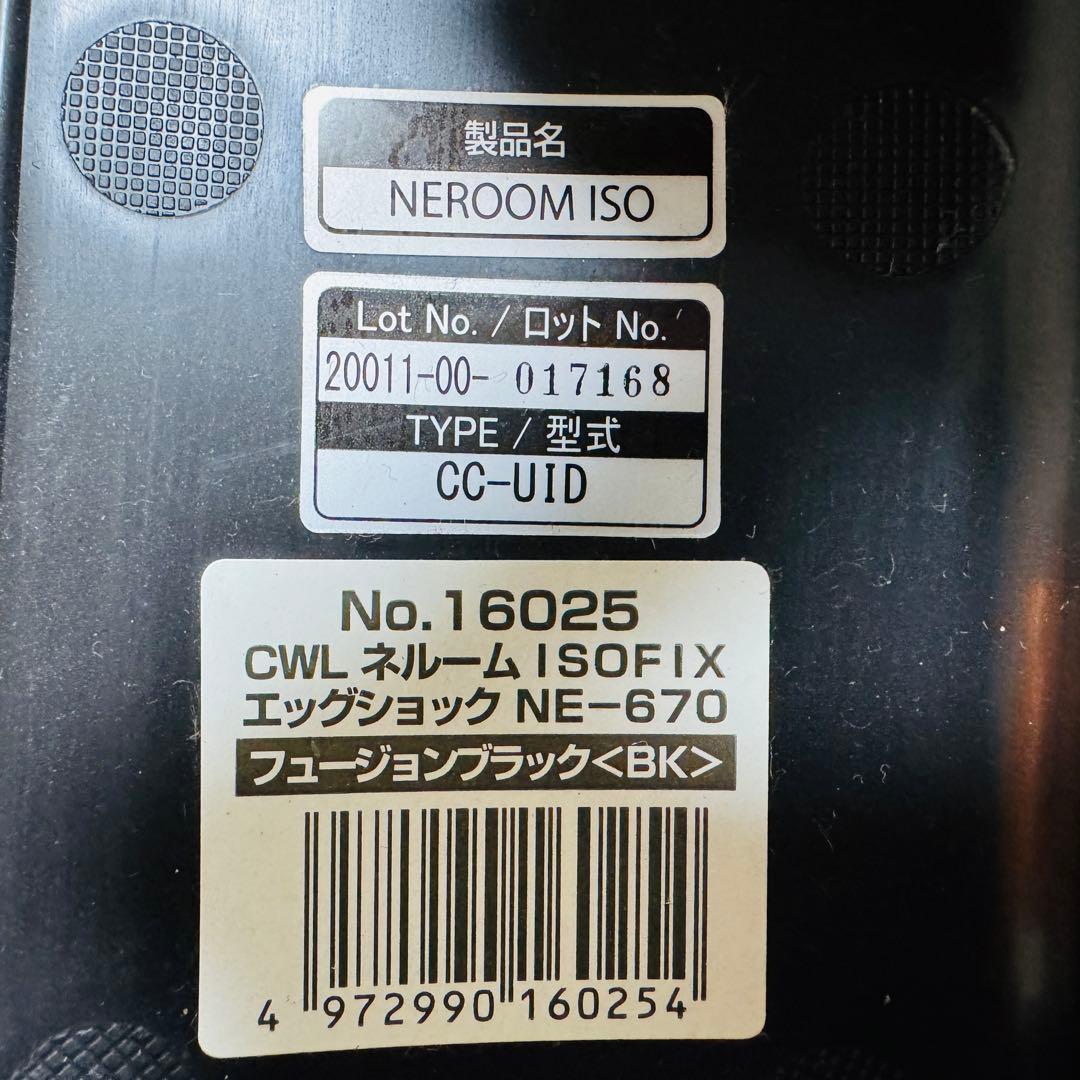 製品名
NEROOM ISO
Lot No. / ロット No.
20011-00- 017168
TYPE / 型式
CC-UID
No.16025
CWL ネルーム ISOFIX
エッグショック NE-670
フュージョンブラック<BK>
4 972990 160254